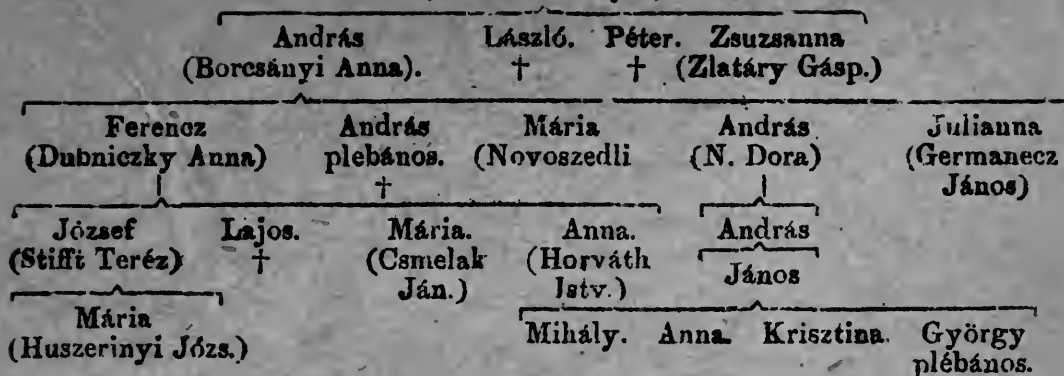 András László. Péter. Zsuzsanna
(Borcsányi Anna). † † (Zlatáry Gásp.)
Ferencz András Mária András Julianna
(Dubniczky Anna) plebános. (Novoszedli (N. Dora) (Germanecz
† János)
József Lajos. Mária. Anna. András
(Stiffi Teréz) † (Csmelak (Horváth János
Ján.) Istv.)
Mária Mihály. Anna. Krisztina. György
(Huszerinyi Józs.) plébános.